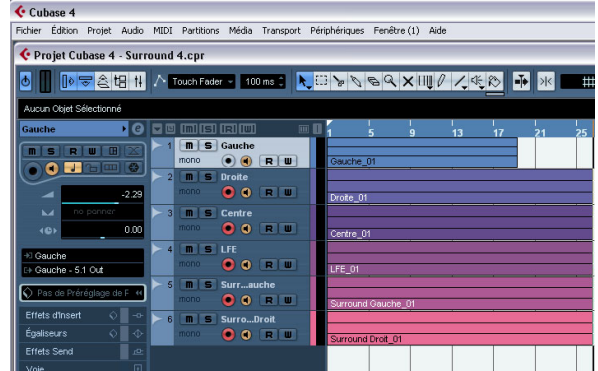 Cubase 4
Fichier Édition Projet Audio MIDI Partitions Média Transport Périphériques Fenêtre (1) Aide
Projet Cubase 4 - Surround 4.cpr
Touch Fader 100 ms
Aucun Objet Sélectionné
Gauche e m s R W
1 5 9 13 17 21 25
m S R W
1 m S Gauche
mono R W
Gauche_01
2 m S Droite
mono R W
Droite_01
-2.29
no panner
0.00
3 m S Centre
mono R W
Centre_01
Gauche
Gauche - 5.1 Out
4 m S LFE
mono R W
LFE_01
Pas de Préréglage de F
5 m S Surr...auche
mono R W
Surround Gauche_01
Effets d'Insert
6 m S Surro...Droit
mono R W
Surround Droit_01
Égaliseurs
Effets Send
Voie